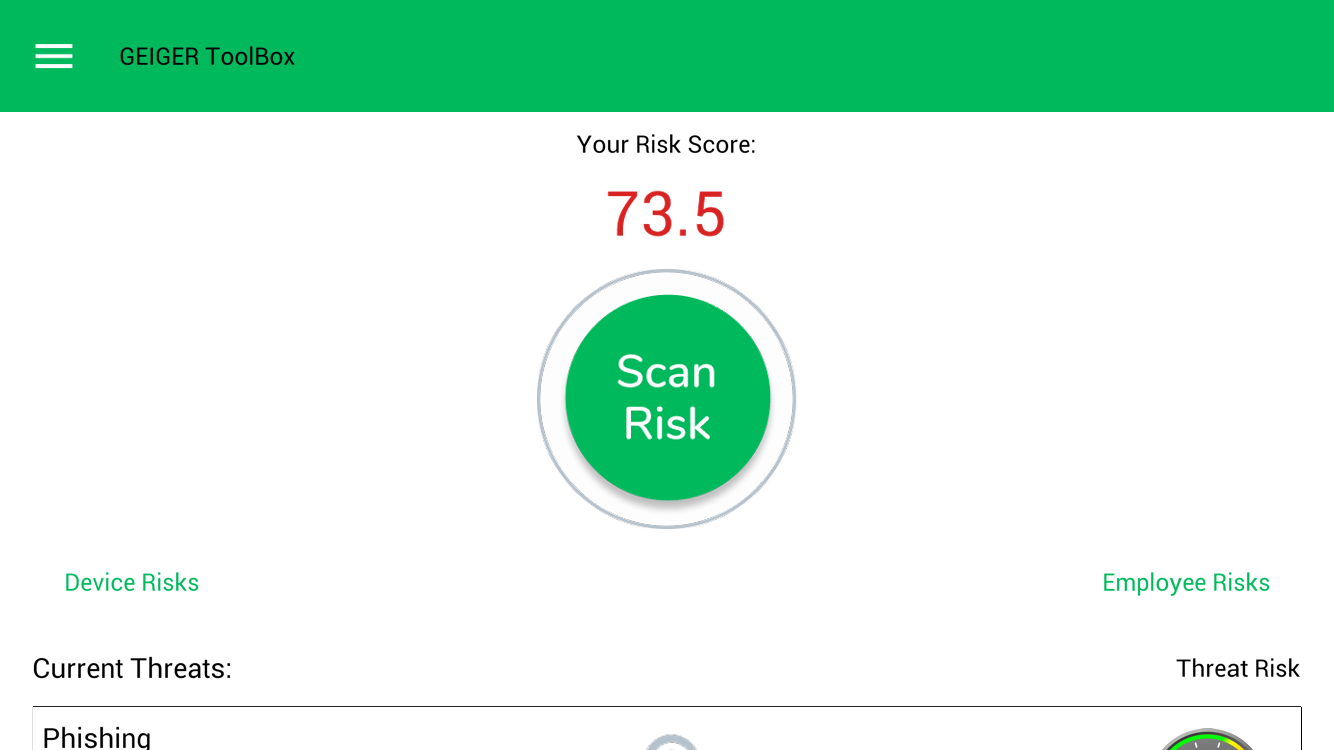 GEIGER ToolBox
Your Risk Score:
73.5
Scan
Risk
Device Risks
Employee Risks
Current Threats:
Threat Risk
Phishing